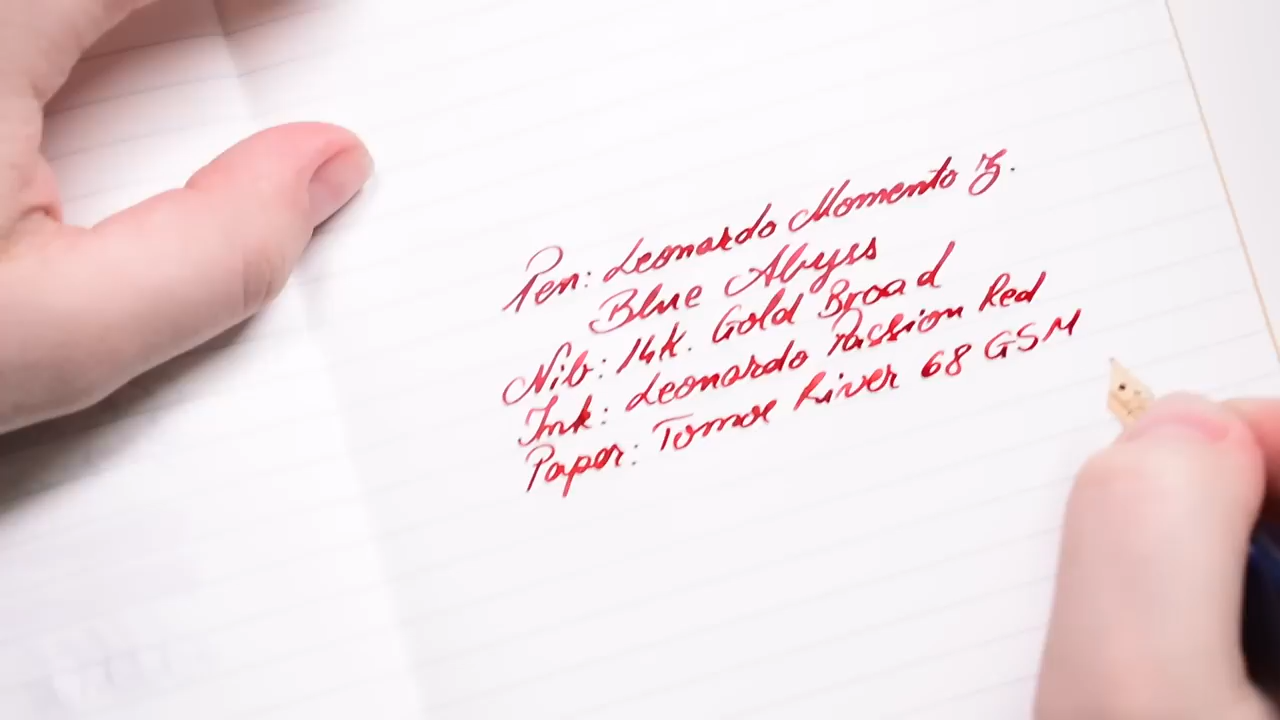 Pen: Leonardo Momento Z.
Blue Abyss
Nib: 14k. Gold Broad
Ink: Leonardo Passion Red
Paper: Tomoe River 68 GSM